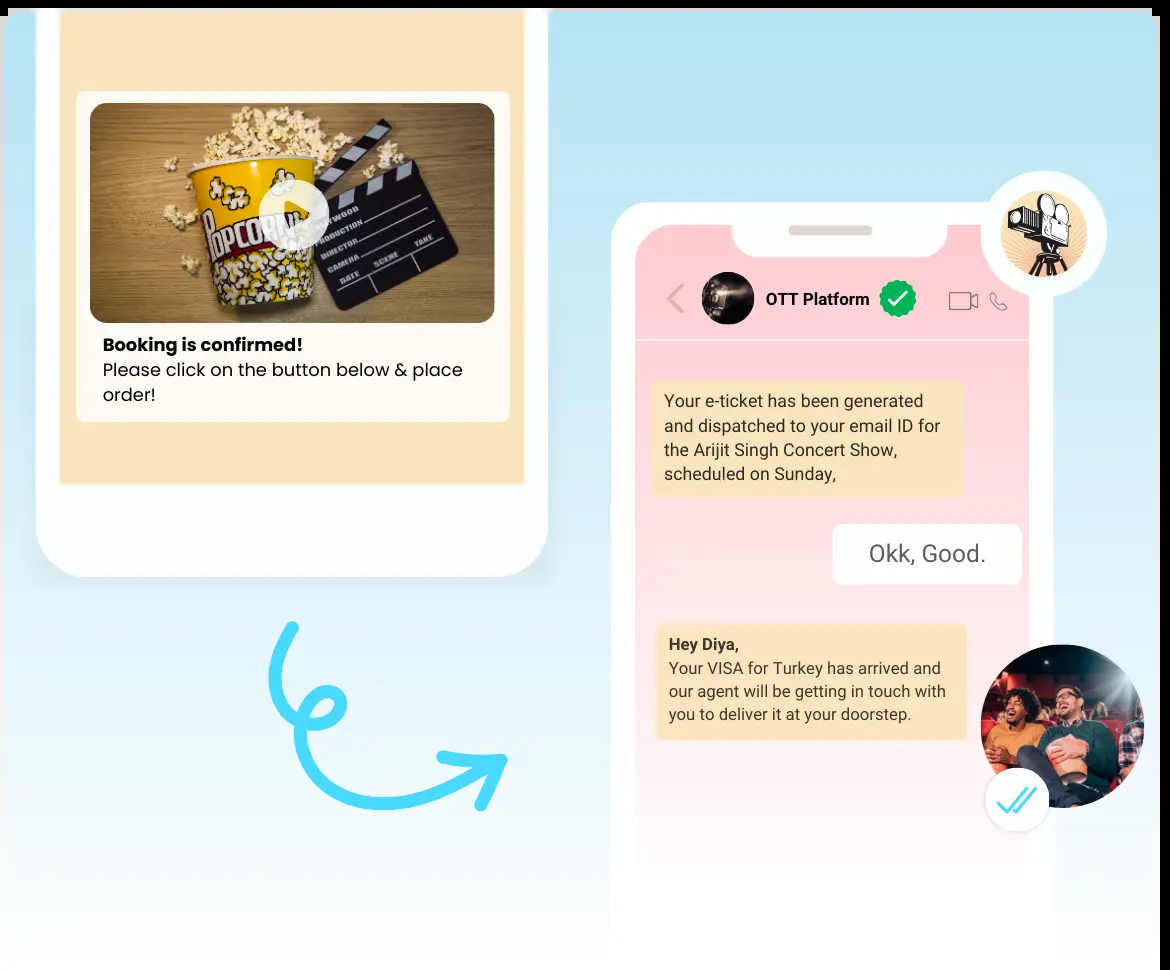 POPCORN
PRODUCTION
DIRECTOR
CAMERA
DATE SCENE TAKE
Booking is confirmed!
Please click on the button below & place
order!
OTT Platform
Your e-ticket has been generated
and dispatched to your email ID for
the Arijit Singh Concert Show,
scheduled on Sunday,
Okk, Good.
Hey Diya,
Your VISA for Turkey has arrived and
our agent will be getting in touch with
you to deliver it at your doorstep.